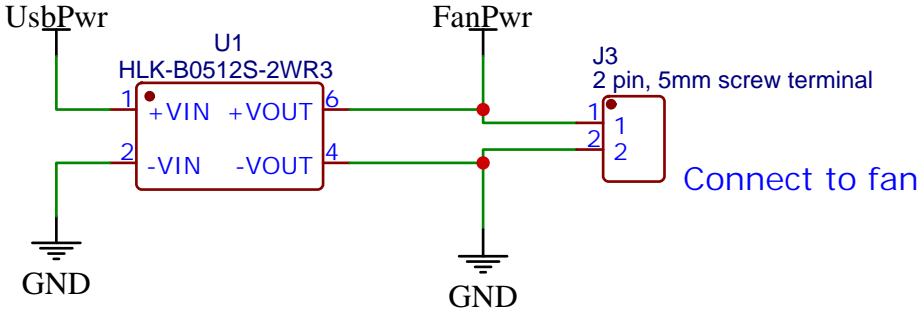 UsbPwr
FanPwr
U1
HLK-B0512S-2WR3
J3
2 pin, 5mm screw terminal
1
+VIN
+VOUT
6
1
1
2
-VIN
-VOUT
4
2
2
Connect to fan
GND
GND